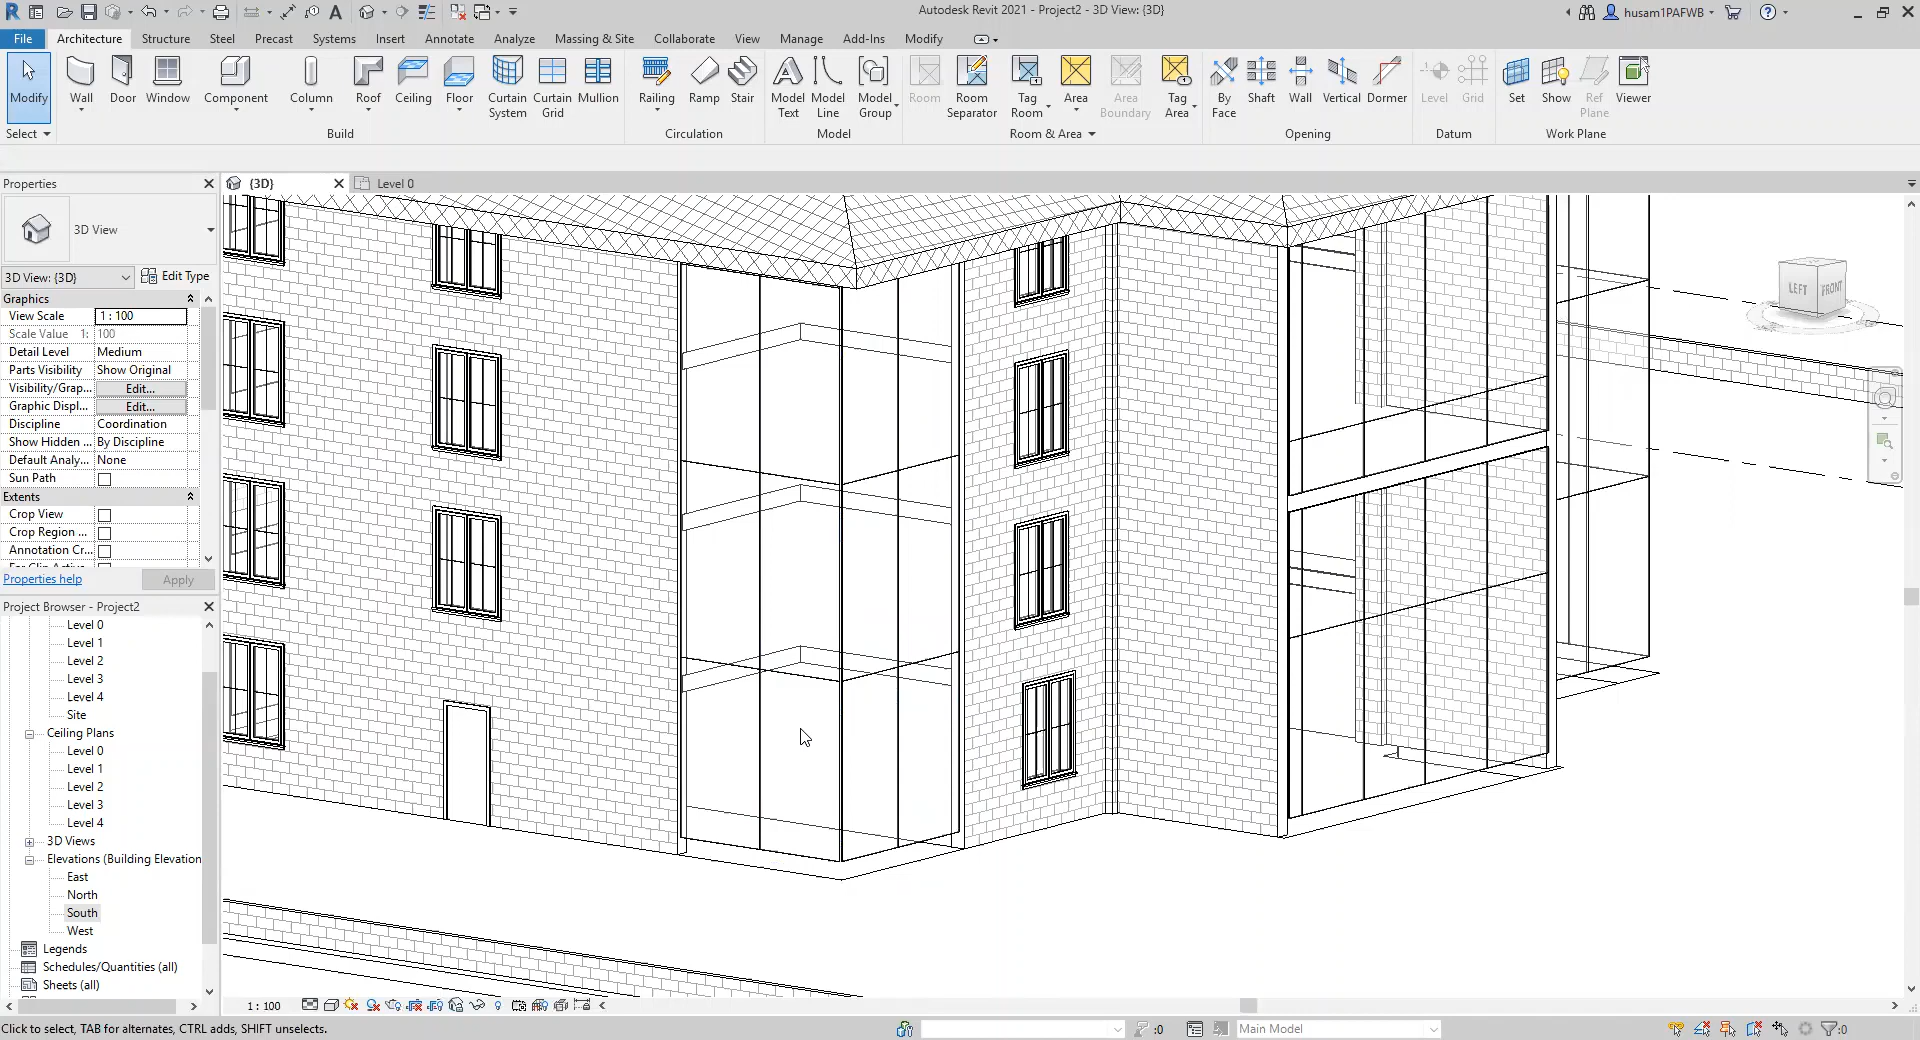 Autodesk Revit 2021 - Project2 - 3D View: {3D}
husam1PAFWB
File Architecture Structure Steel Precast Systems Insert Annotate Analyze Massing & Site Collaborate View Manage Add-Ins Modify
Modify Wall Door Window Component Column Roof Ceiling Floor Curtain System Curtain Grid Mullion Railing Ramp Stair Model Text Model Line Model Group Room Room Separator Tag Room Area Area Boundary Tag Area By Face Shaft Wall Vertical Dormer Level Grid Set Show Ref Plane Viewer
Select Build Circulation Model Room & Area Opening Datum Work Plane
Properties
{3D} Level 0
3D View
3D View: {3D} Edit Type
Graphics
View Scale 1 : 100
Scale Value 1: 100
Detail Level Medium
Parts Visibility Show Original
Visibility/Grap... Edit...
Graphic Displ... Edit...
Discipline Coordination
Show Hidden ... By Discipline
Default Analy... None
Sun Path
Extents
Crop View
Crop Region ...
Annotation Cr...
Properties help Apply
Project Browser - Project2
Level 0
Level 1
Level 2
Level 3
Level 4
Site
Ceiling Plans
Level 0
Level 1
Level 2
Level 3
Level 4
3D Views
Elevations (Building Elevation
East
North
South
West
Legends
Schedules/Quantities (all)
Sheets (all)
LEFT FRONT
1 : 100
Click to select, TAB for alternates, CTRL adds, SHIFT unselects.
:0
Main Model
:0